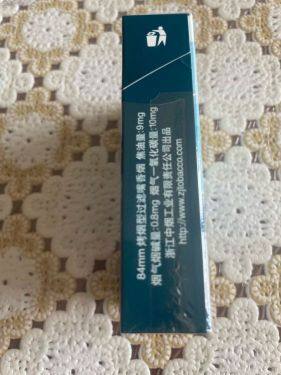 84mm 烤烟型过滤嘴香烟 焦油量:9mg
烟气烟碱量:0.8mg 烟气一氧化碳量:10mg
浙江中烟工业有限责任公司出品
http://www.zjtobacco.com